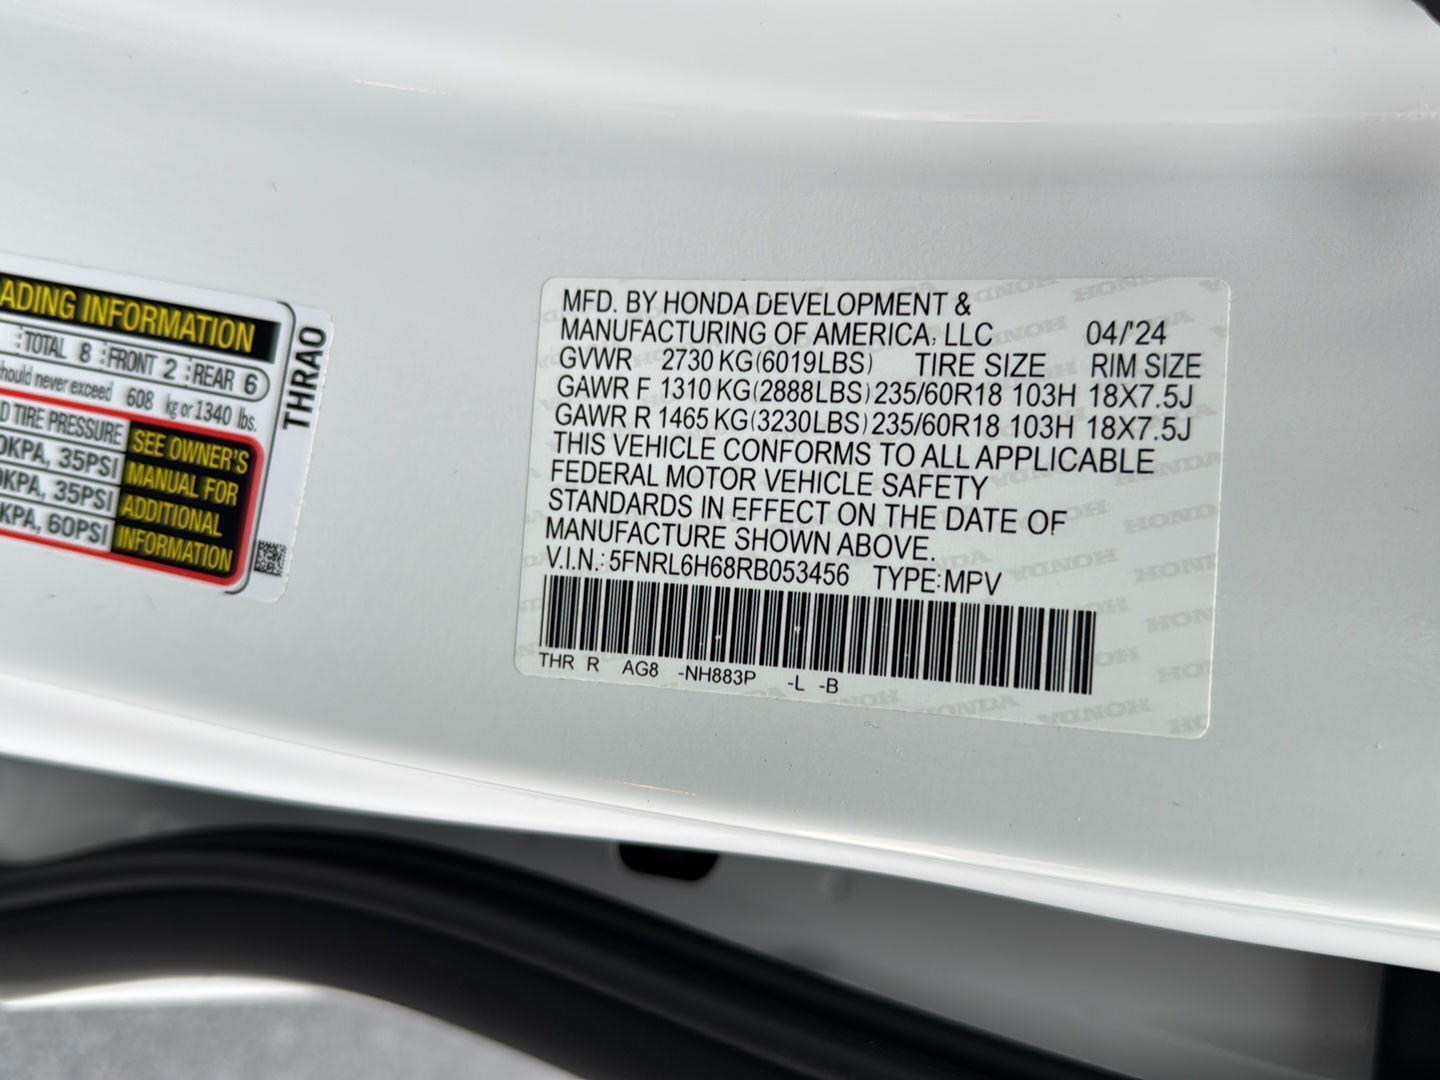 ADING INFORMATION
TOTAL 8 FRONT 2 REAR 6
hould never exceed 608 kg or 1340 lbs.
D TIRE PRESSURE
0KPA, 35PSI
0KPA, 35PSI
KPA, 60PSI
SEE OWNER'S
MANUAL FOR
ADDITIONAL
INFORMATION
THRA0
MFD. BY HONDA DEVELOPMENT &
MANUFACTURING OF AMERICA, LLC 04/'24
GVWR 2730 KG(6019LBS) TIRE SIZE RIM SIZE
GAWR F 1310 KG(2888LBS) 235/60R18 103H 18X7.5J
GAWR R 1465 KG(3230LBS) 235/60R18 103H 18X7.5J
THIS VEHICLE CONFORMS TO ALL APPLICABLE
FEDERAL MOTOR VEHICLE SAFETY
STANDARDS IN EFFECT ON THE DATE OF
MANUFACTURE SHOWN ABOVE.
V.I.N.: 5FNRL6H68RB053456 TYPE:MPV
THR R AG8 -NH883P -L -B